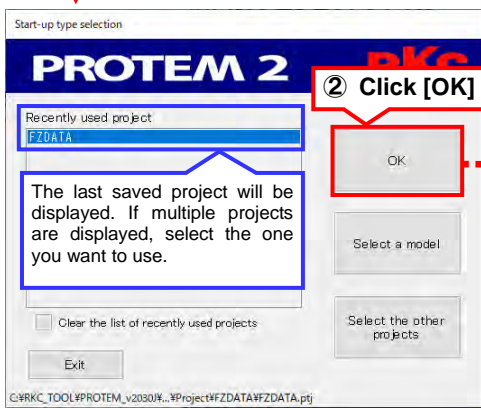 Start-up type selection
PROTEM 2
RKC
② Click [OK]
Recently used project
FZDATA
OK
The last saved project will be
displayed. If multiple projects
are displayed, select the one
you want to use.
Select a model
Clear the list of recently used projects
Select the other
projects
Exit
C:¥RKC_TOOL¥PROTEM_v2030J¥...¥Project¥FZDATA¥FZDATA.ptj